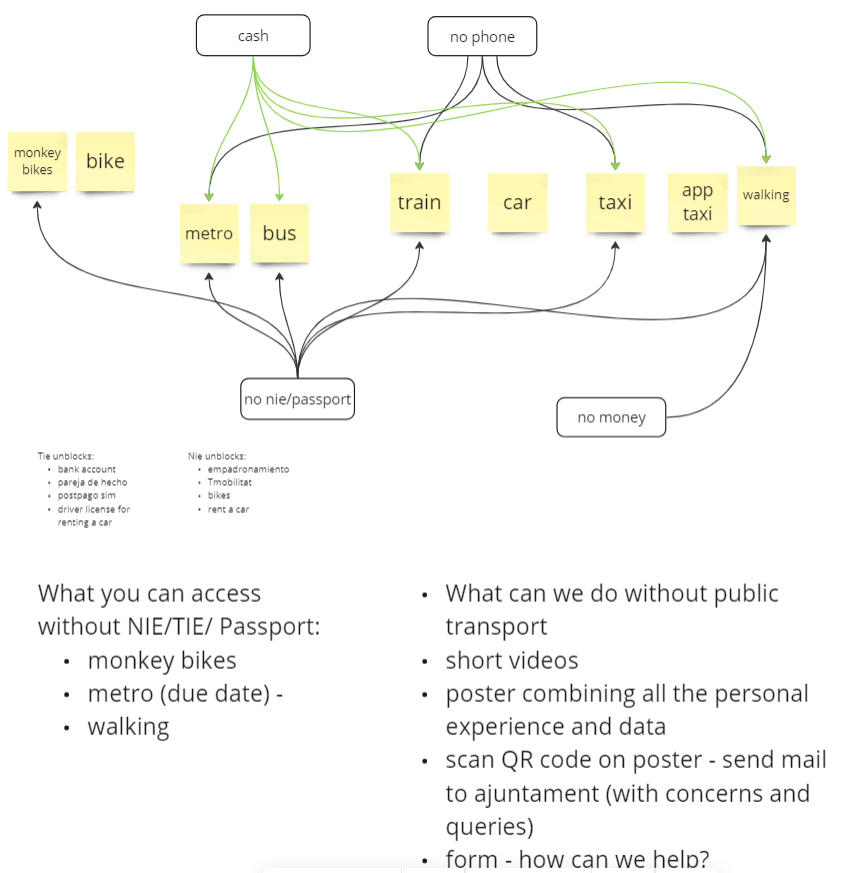 cash
no phone
monkey
bikes
bike
metro
bus
train
car
taxi
app
taxi
walking
no nie/passport
no money
Tie unblocks:
• bank account
• pareja de hecho
• postpago sim
• driver license for
renting a car
Nie unblocks:
• empadronamiento
• Tmobilitat
• bikes
• rent a car
What you can access
without NIE/TIE/ Passport:
• monkey bikes
• metro (due date) -
• walking
• What can we do without public
transport
• short videos
• poster combining all the personal
experience and data
• scan QR code on poster - send mail
to ajuntament (with concerns and
queries)
• form - how can we help?